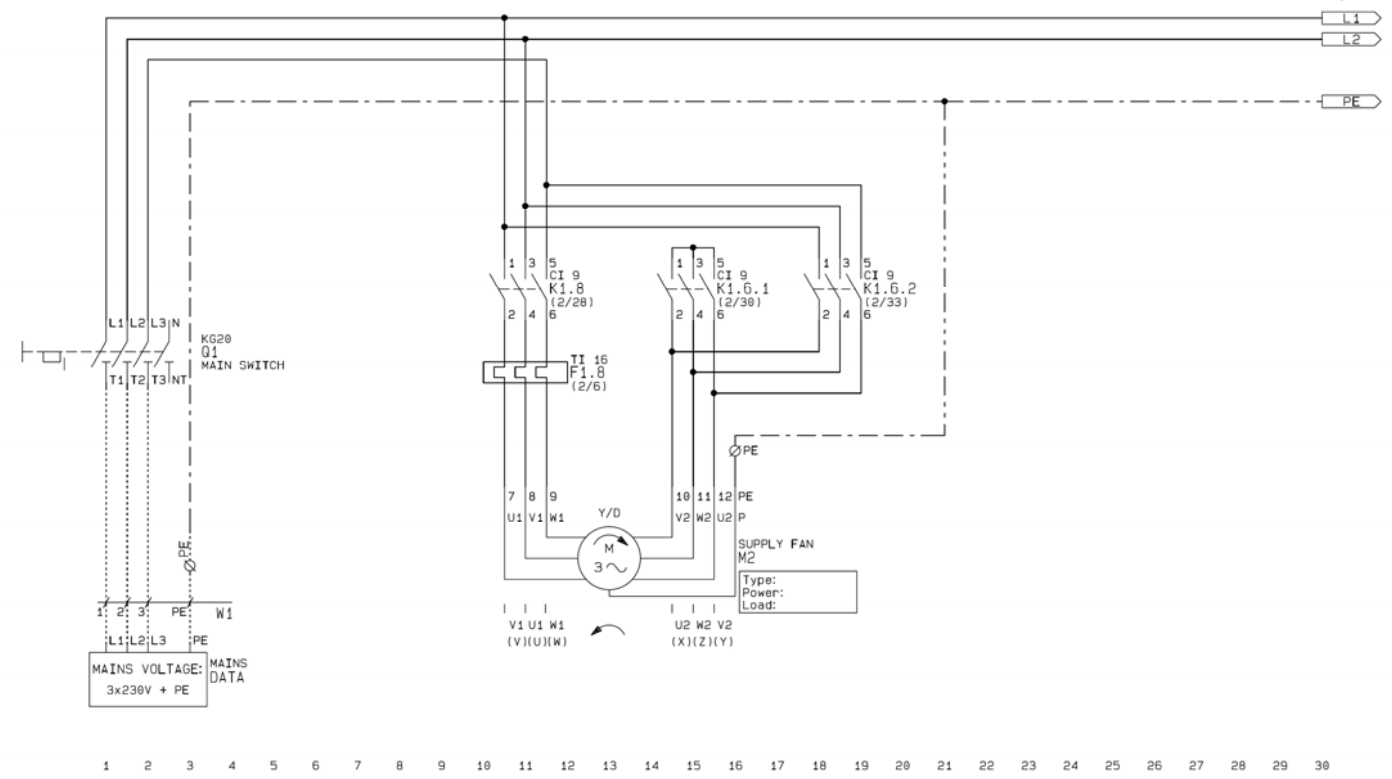 L1
L2
PE
1 3 5
CI 9
K1.8
(2/28)
2 4 6
1 3 5
CI 9
K1.6.1
(2/30)
2 4 6
1 3 5
CI 9
K1.6.2
(2/33)
2 4 6
L1 L2 L3 N
KG20
Q1
MAIN SWITCH
T1 T2 T3 NT
TI 16
F1.8
(2/6)
PE
7 8 9
10 11 12 PE
U1 V1 W1
Y/D
V2 W2 U2 P
M
3
SUPPLY FAN
M2
Type:
Power:
Load:
PE
1 2 3 PE
W1
V1 U1 W1
(V)(U)(W)
U2 W2 V2
(X)(Z)(Y)
L1 L2 L3 PE
MAINS VOLTAGE:
3x230V + PE
MAINS
DATA
1 2 3 4 5 6 7 8 9 10 11 12 13 14 15 16 17 18 19 20 21 22 23 24 25 26 27 28 29 30